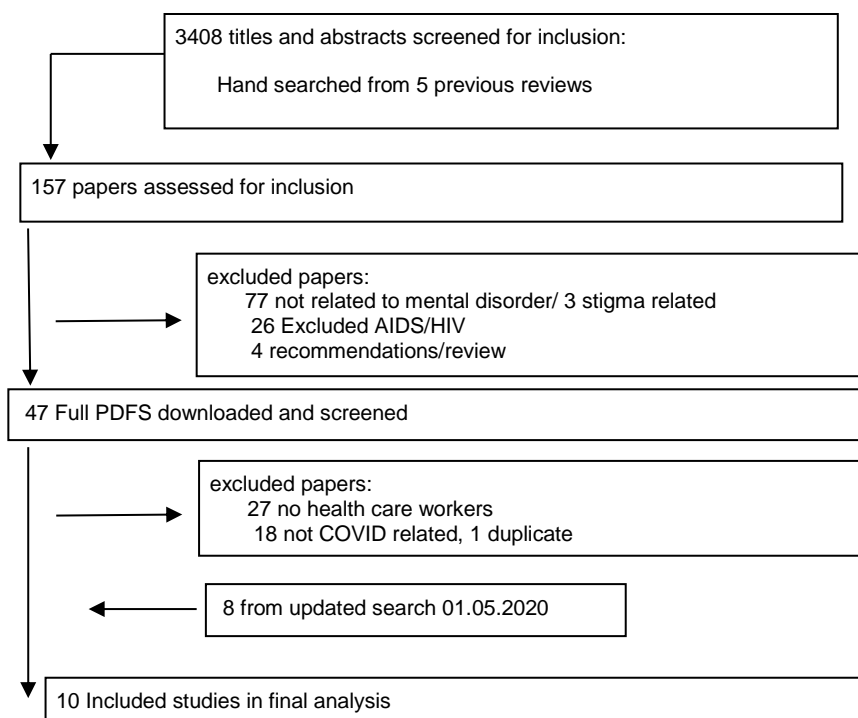 3408 titles and abstracts screened for inclusion:
Hand searched from 5 previous reviews
157 papers assessed for inclusion
excluded papers:
77 not related to mental disorder/ 3 stigma related
26 Excluded AIDS/HIV
4 recommendations/review
47 Full PDFS downloaded and screened
excluded papers:
27 no health care workers
18 not COVID related, 1 duplicate
8 from updated search 01.05.2020
10 Included studies in final analysis